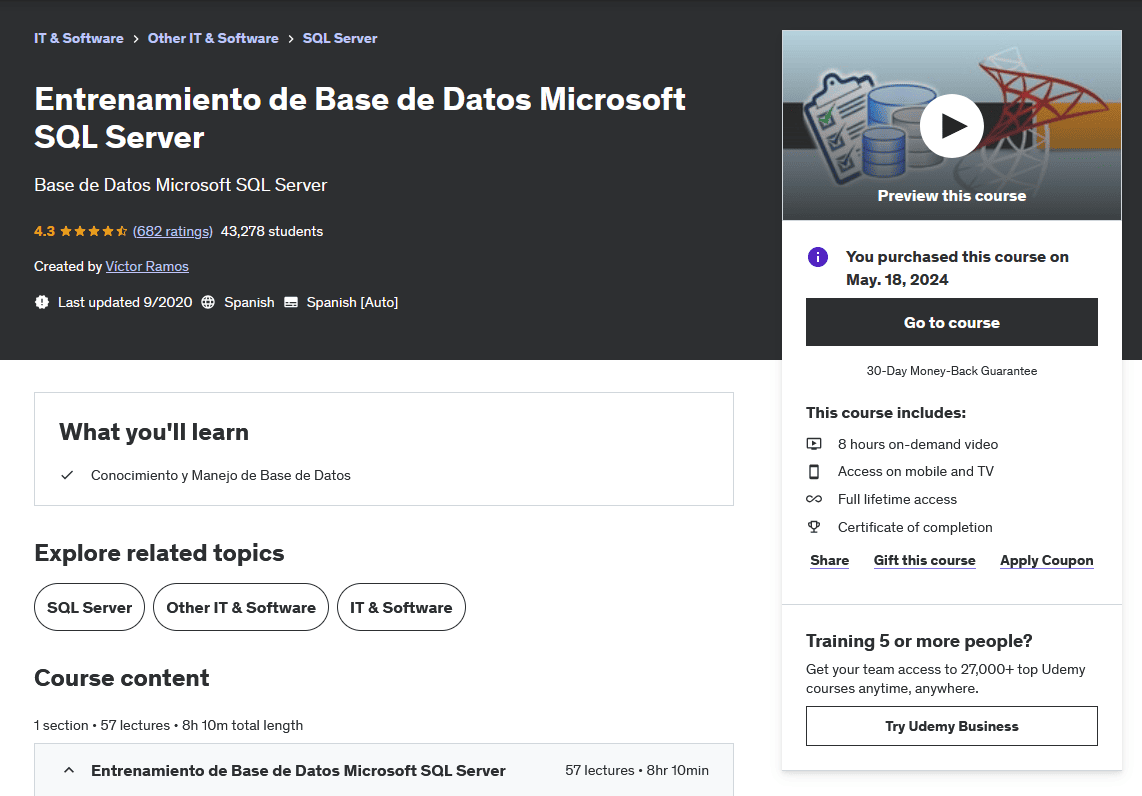 IT & Software > Other IT & Software > SQL Server
Entrenamiento de Base de Datos Microsoft
SQL Server
Base de Datos Microsoft SQL Server
4.3 (682 ratings) 43,278 students
Created by Víctor Ramos
Last updated 9/2020 Spanish Spanish [Auto]
Preview this course
You purchased this course on
May. 18, 2024
Go to course
30-Day Money-Back Guarantee
This course includes:
8 hours on-demand video
Access on mobile and TV
Full lifetime access
Certificate of completion
Share Gift this course Apply Coupon
Training 5 or more people?
Get your team access to 27,000+ top Udemy
courses anytime, anywhere.
Try Udemy Business
What you'll learn
Conocimiento y Manejo de Base de Datos
Explore related topics
SQL Server Other IT & Software IT & Software
Course content
1 section • 57 lectures • 8h 10m total length
Entrenamiento de Base de Datos Microsoft SQL Server 57 lectures • 8hr 10min